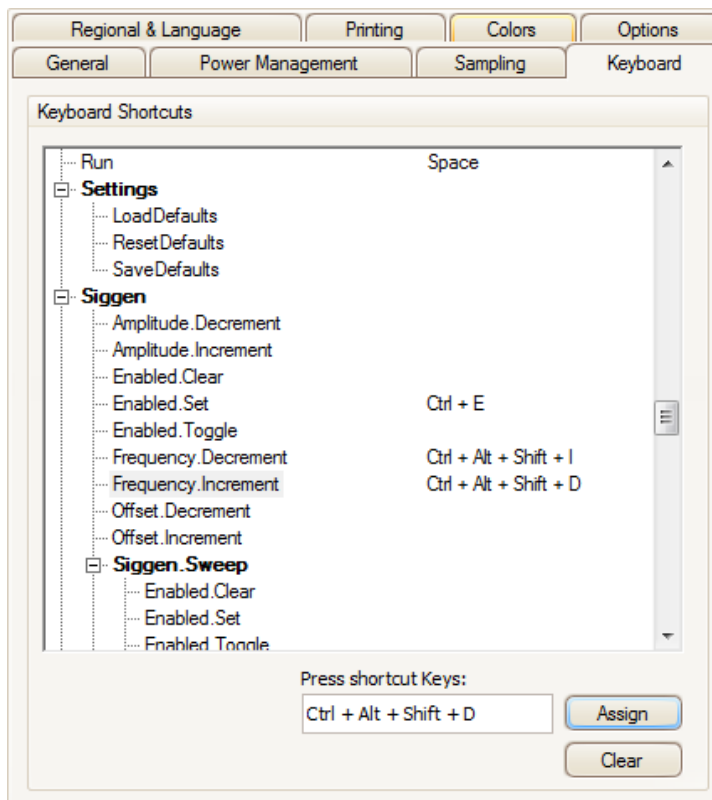 Regional & Language Printing Colors Options
General Power Management Sampling Keyboard
Keyboard Shortcuts
Run Space
Settings
LoadDefaults
ResetDefaults
SaveDefaults
Siggen
Amplitude.Decrement
Amplitude.Increment
Enabled.Clear
Enabled.Set Ctrl + E
Enabled.Toggle
Frequency.Decrement Ctrl + Alt + Shift + I
Frequency.Increment Ctrl + Alt + Shift + D
Offset.Decrement
Offset.Increment
Siggen.Sweep
Enabled.Clear
Enabled.Set
Enabled.Toggle
Press shortcut Keys:
Ctrl + Alt + Shift + D Assign
Clear